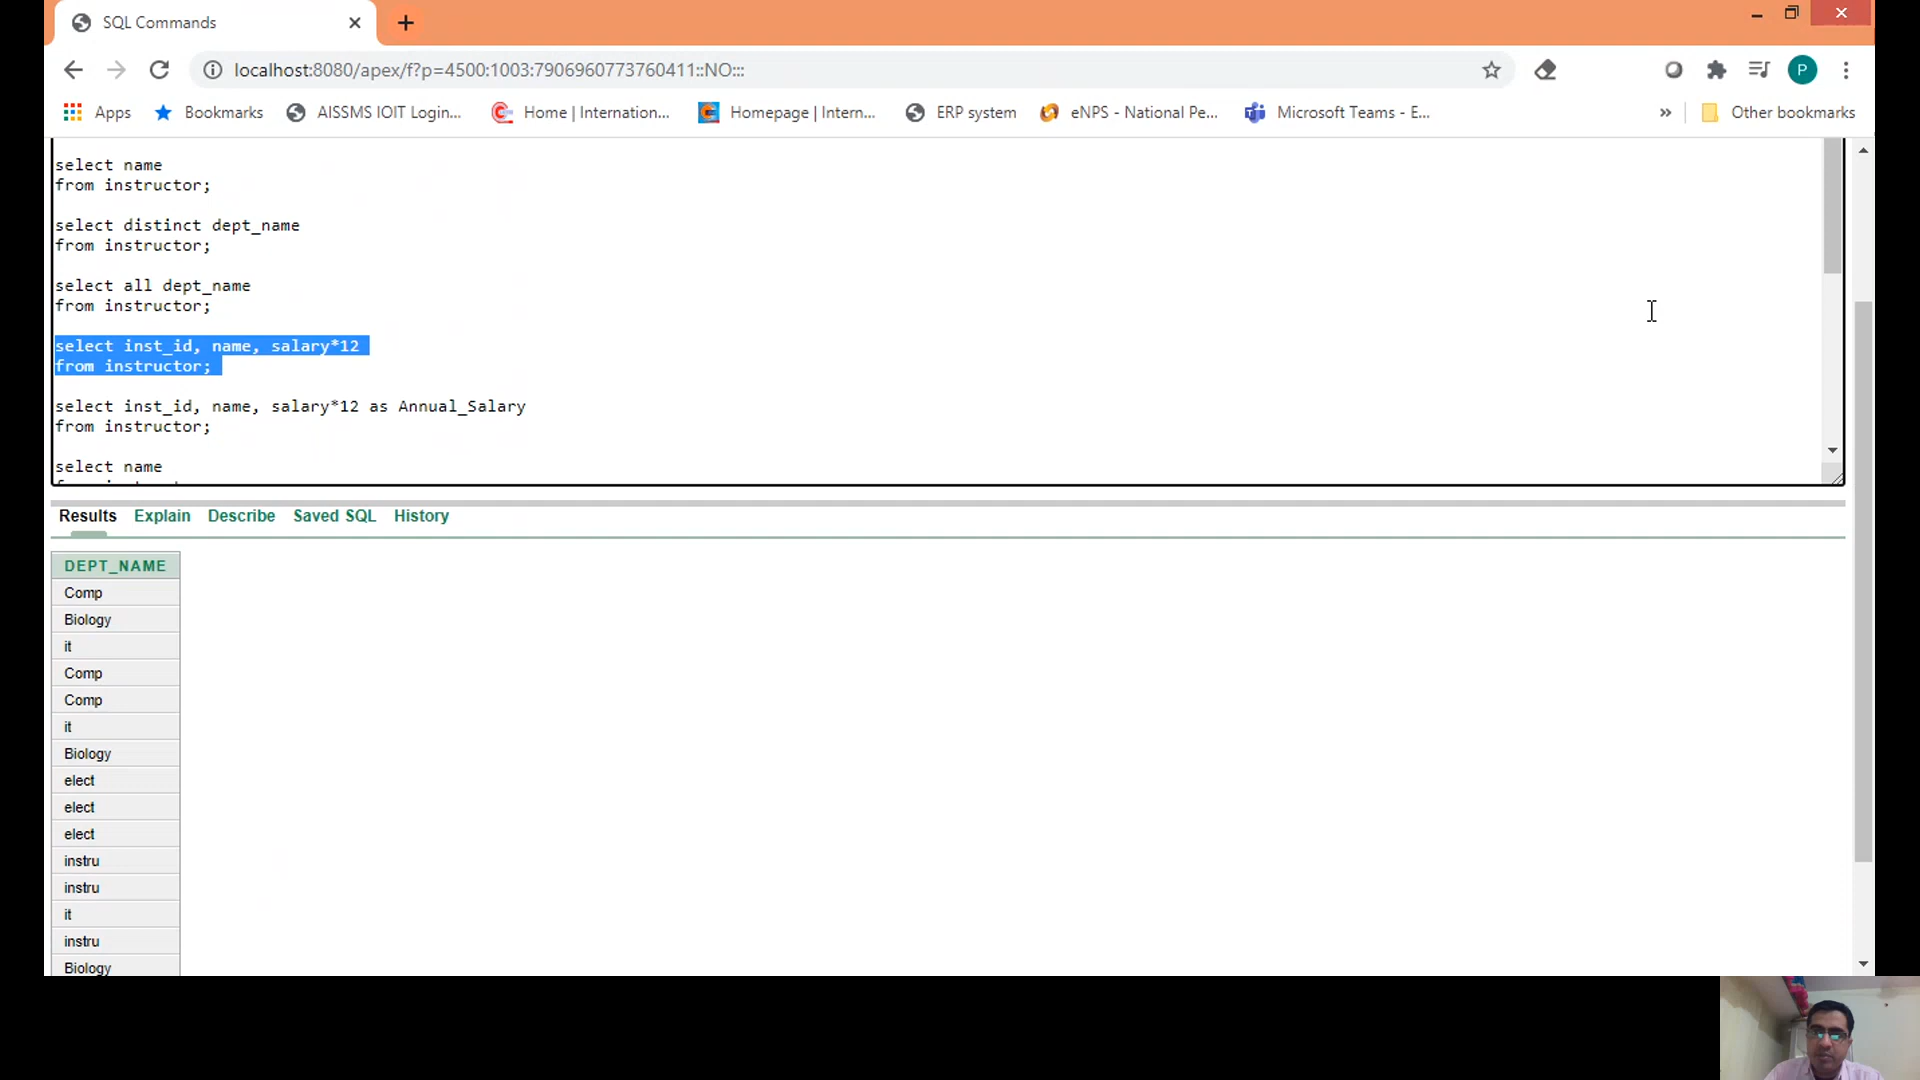 SQL Commands
localhost:8080/apex/f?p=4500:1003:7906960773760411::NO:::
P
Apps Bookmarks AISSMS IOIT Login... Home | Internation... Homepage | Intern... ERP system eNPS - National Pe... Microsoft Teams - E... » Other bookmarks
select name
from instructor;
select distinct dept_name
from instructor;
select all dept_name
from instructor;
select inst_id, name, salary*12
from instructor;
select inst_id, name, salary*12 as Annual_Salary
from instructor;
select name
Results Explain Describe Saved SQL History
DEPT_NAME
Comp
Biology
it
Comp
Comp
it
Biology
elect
elect
elect
instru
instru
it
instru
Biology